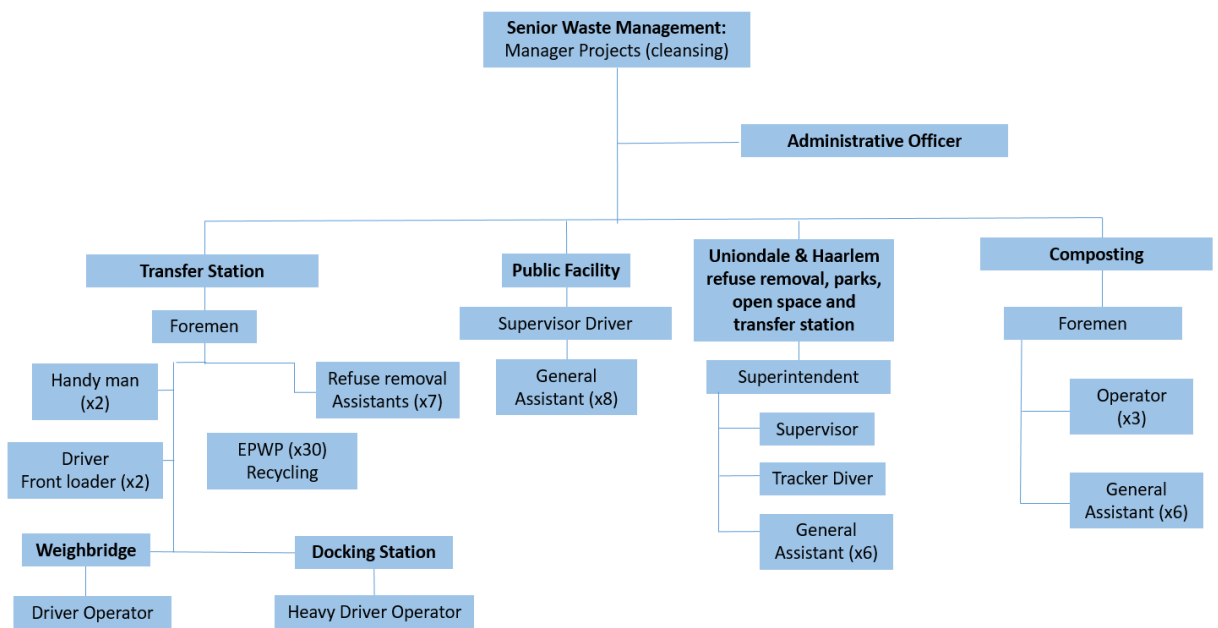 Senior Waste Management:
Manager Projects (cleansing)
Administrative Officer
Transfer Station
Foremen
Handy man
(x2)
Refuse removal
Assistants (x7)
Driver
Front loader (x2)
EPWP (x30)
Recycling
Weighbridge
Driver Operator
Docking Station
Heavy Driver Operator
Public Facility
Supervisor Driver
General
Assistant (x8)
Uniondale & Haarlem
refuse removal, parks,
open space and
transfer station
Superintendent
Supervisor
Tracker Diver
General
Assistant (x6)
Composting
Foremen
Operator
(x3)
General
Assistant (x6)